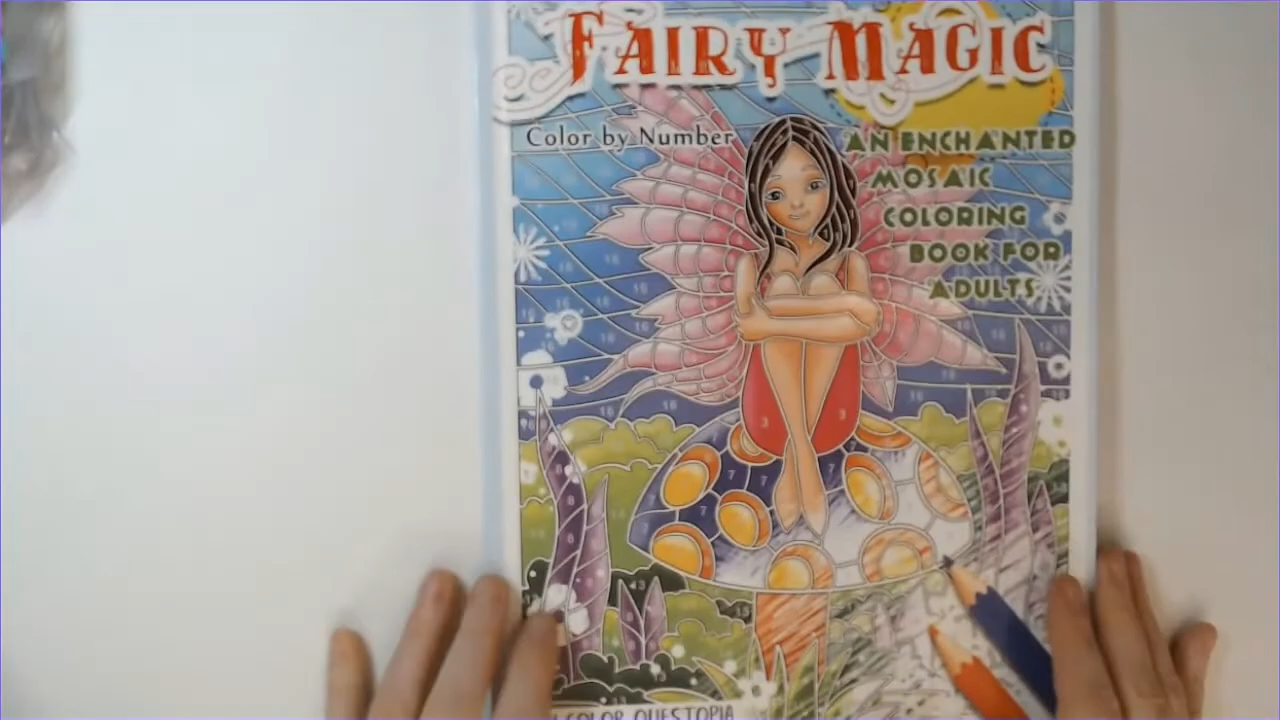 FAIRY MAGIC
Color by Number
AN ENCHANTED
MOSAIC
COLORING
BOOK FOR
ADULTS
COLOR QUESTOPIA